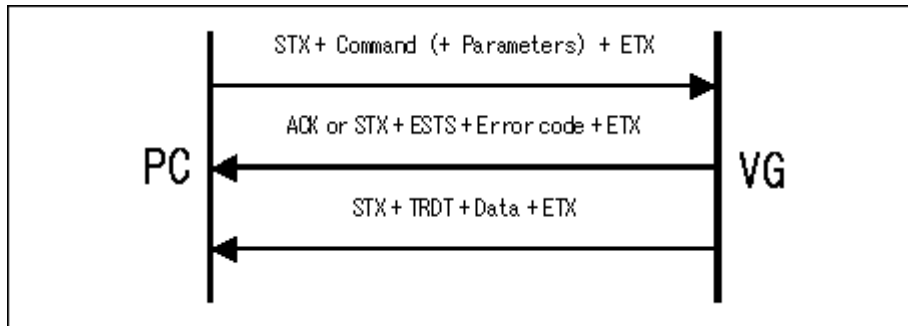 STX + Command (+ Parameters) + ETX
ACK or STX + ESTS + Error code + ETX
PC
VG
STX + TRDT + Data + ETX